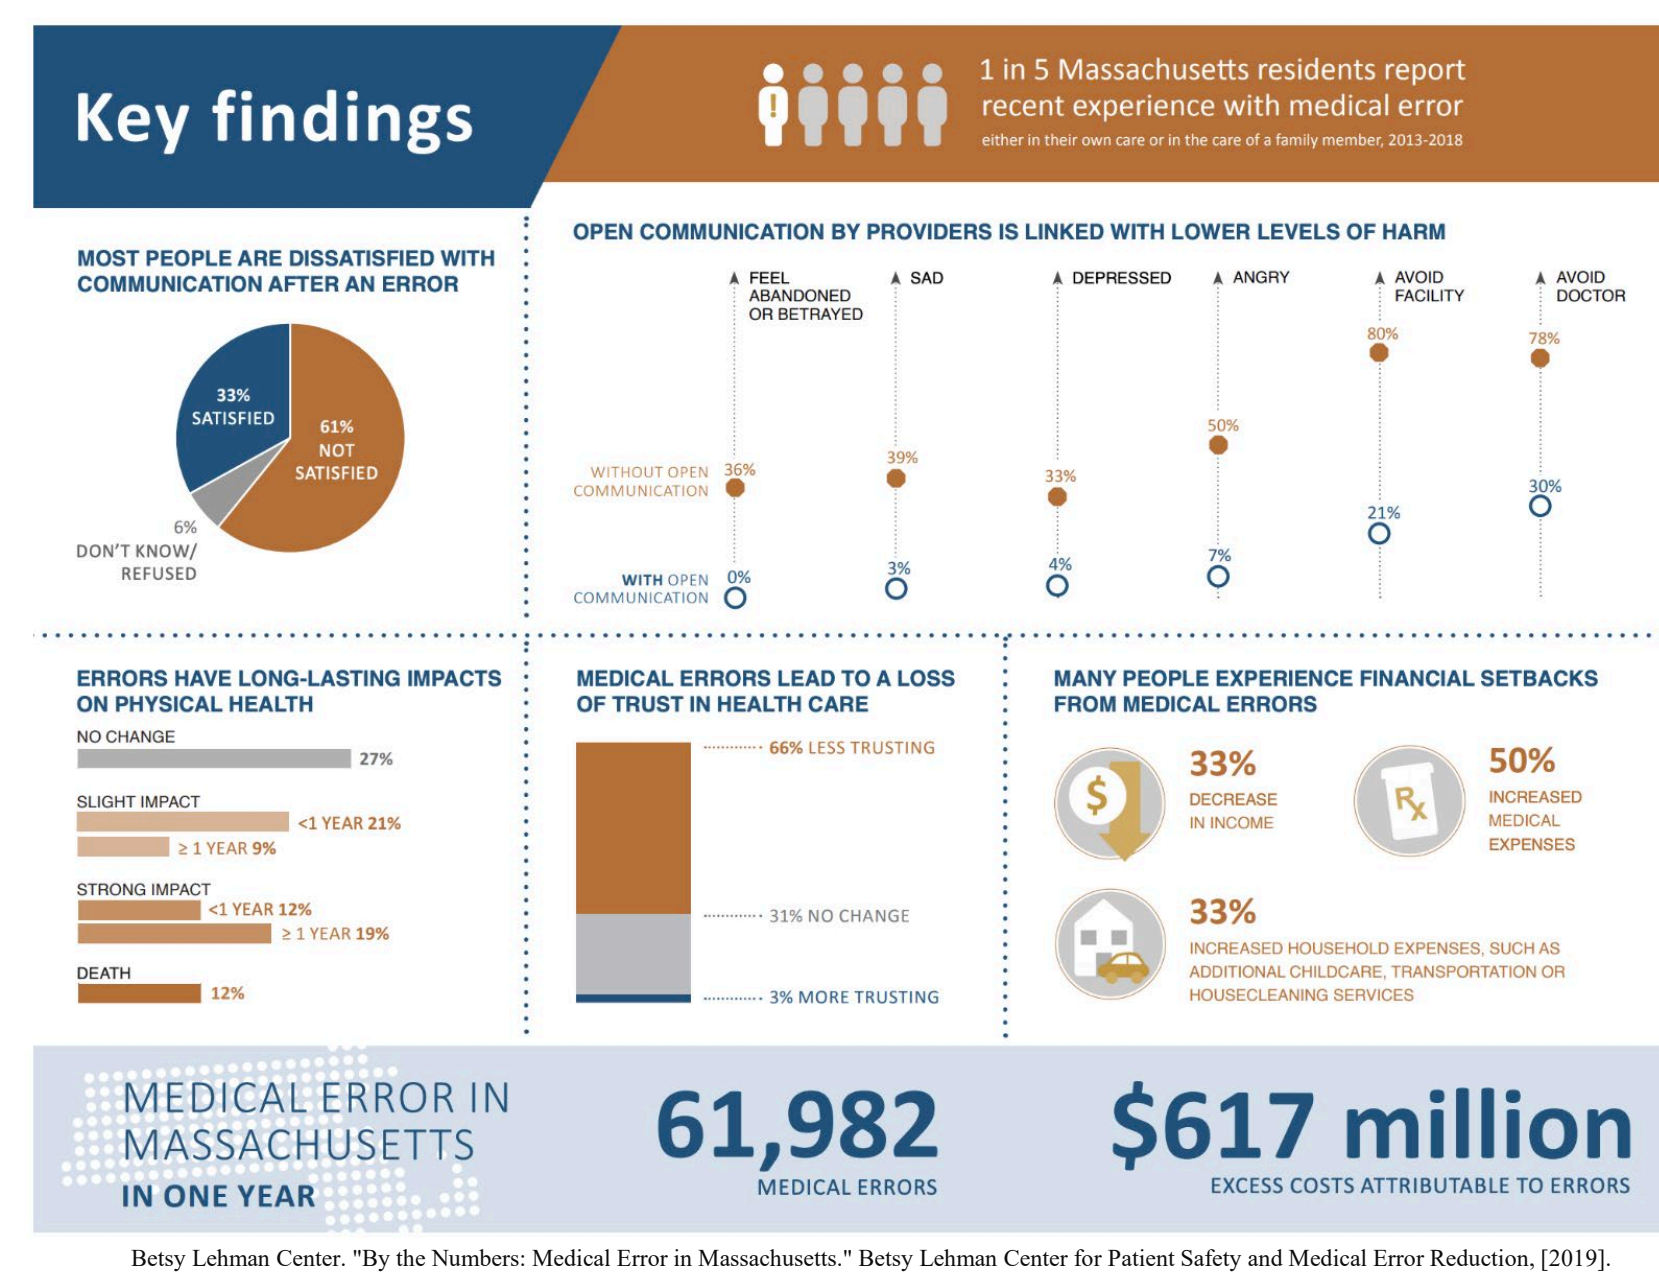 Key findings
!
1 in 5 Massachusetts residents report
recent experience with medical error
either in their own care or in the care of a family member, 2013-2018
MOST PEOPLE ARE DISSATISFIED WITH
COMMUNICATION AFTER AN ERROR
33%
SATISFIED
61%
NOT
SATISFIED
6%
DON'T KNOW/
REFUSED
OPEN COMMUNICATION BY PROVIDERS IS LINKED WITH LOWER LEVELS OF HARM
FEEL
ABANDONED
OR BETRAYED
SAD
DEPRESSED
ANGRY
AVOID
FACILITY
AVOID
DOCTOR
WITHOUT OPEN
COMMUNICATION
36%
39%
33%
50%
80%
78%
WITH OPEN
COMMUNICATION
0%
3%
4%
7%
21%
30%
ERRORS HAVE LONG-LASTING IMPACTS
ON PHYSICAL HEALTH
NO CHANGE
27%
SLIGHT IMPACT
<1 YEAR 21%
≥ 1 YEAR 9%
STRONG IMPACT
<1 YEAR 12%
≥ 1 YEAR 19%
DEATH
12%
MEDICAL ERRORS LEAD TO A LOSS
OF TRUST IN HEALTH CARE
66% LESS TRUSTING
31% NO CHANGE
3% MORE TRUSTING
MANY PEOPLE EXPERIENCE FINANCIAL SETBACKS
FROM MEDICAL ERRORS
$
33%
DECREASE
IN INCOME
Rx
50%
INCREASED
MEDICAL
EXPENSES
33%
INCREASED HOUSEHOLD EXPENSES, SUCH AS
ADDITIONAL CHILDCARE, TRANSPORTATION OR
HOUSECLEANING SERVICES
MEDICAL ERROR IN
MASSACHUSETTS
IN ONE YEAR
61,982
MEDICAL ERRORS
$617 million
EXCESS COSTS ATTRIBUTABLE TO ERRORS
Betsy Lehman Center. "By the Numbers: Medical Error in Massachusetts." Betsy Lehman Center for Patient Safety and Medical Error Reduction, [2019].